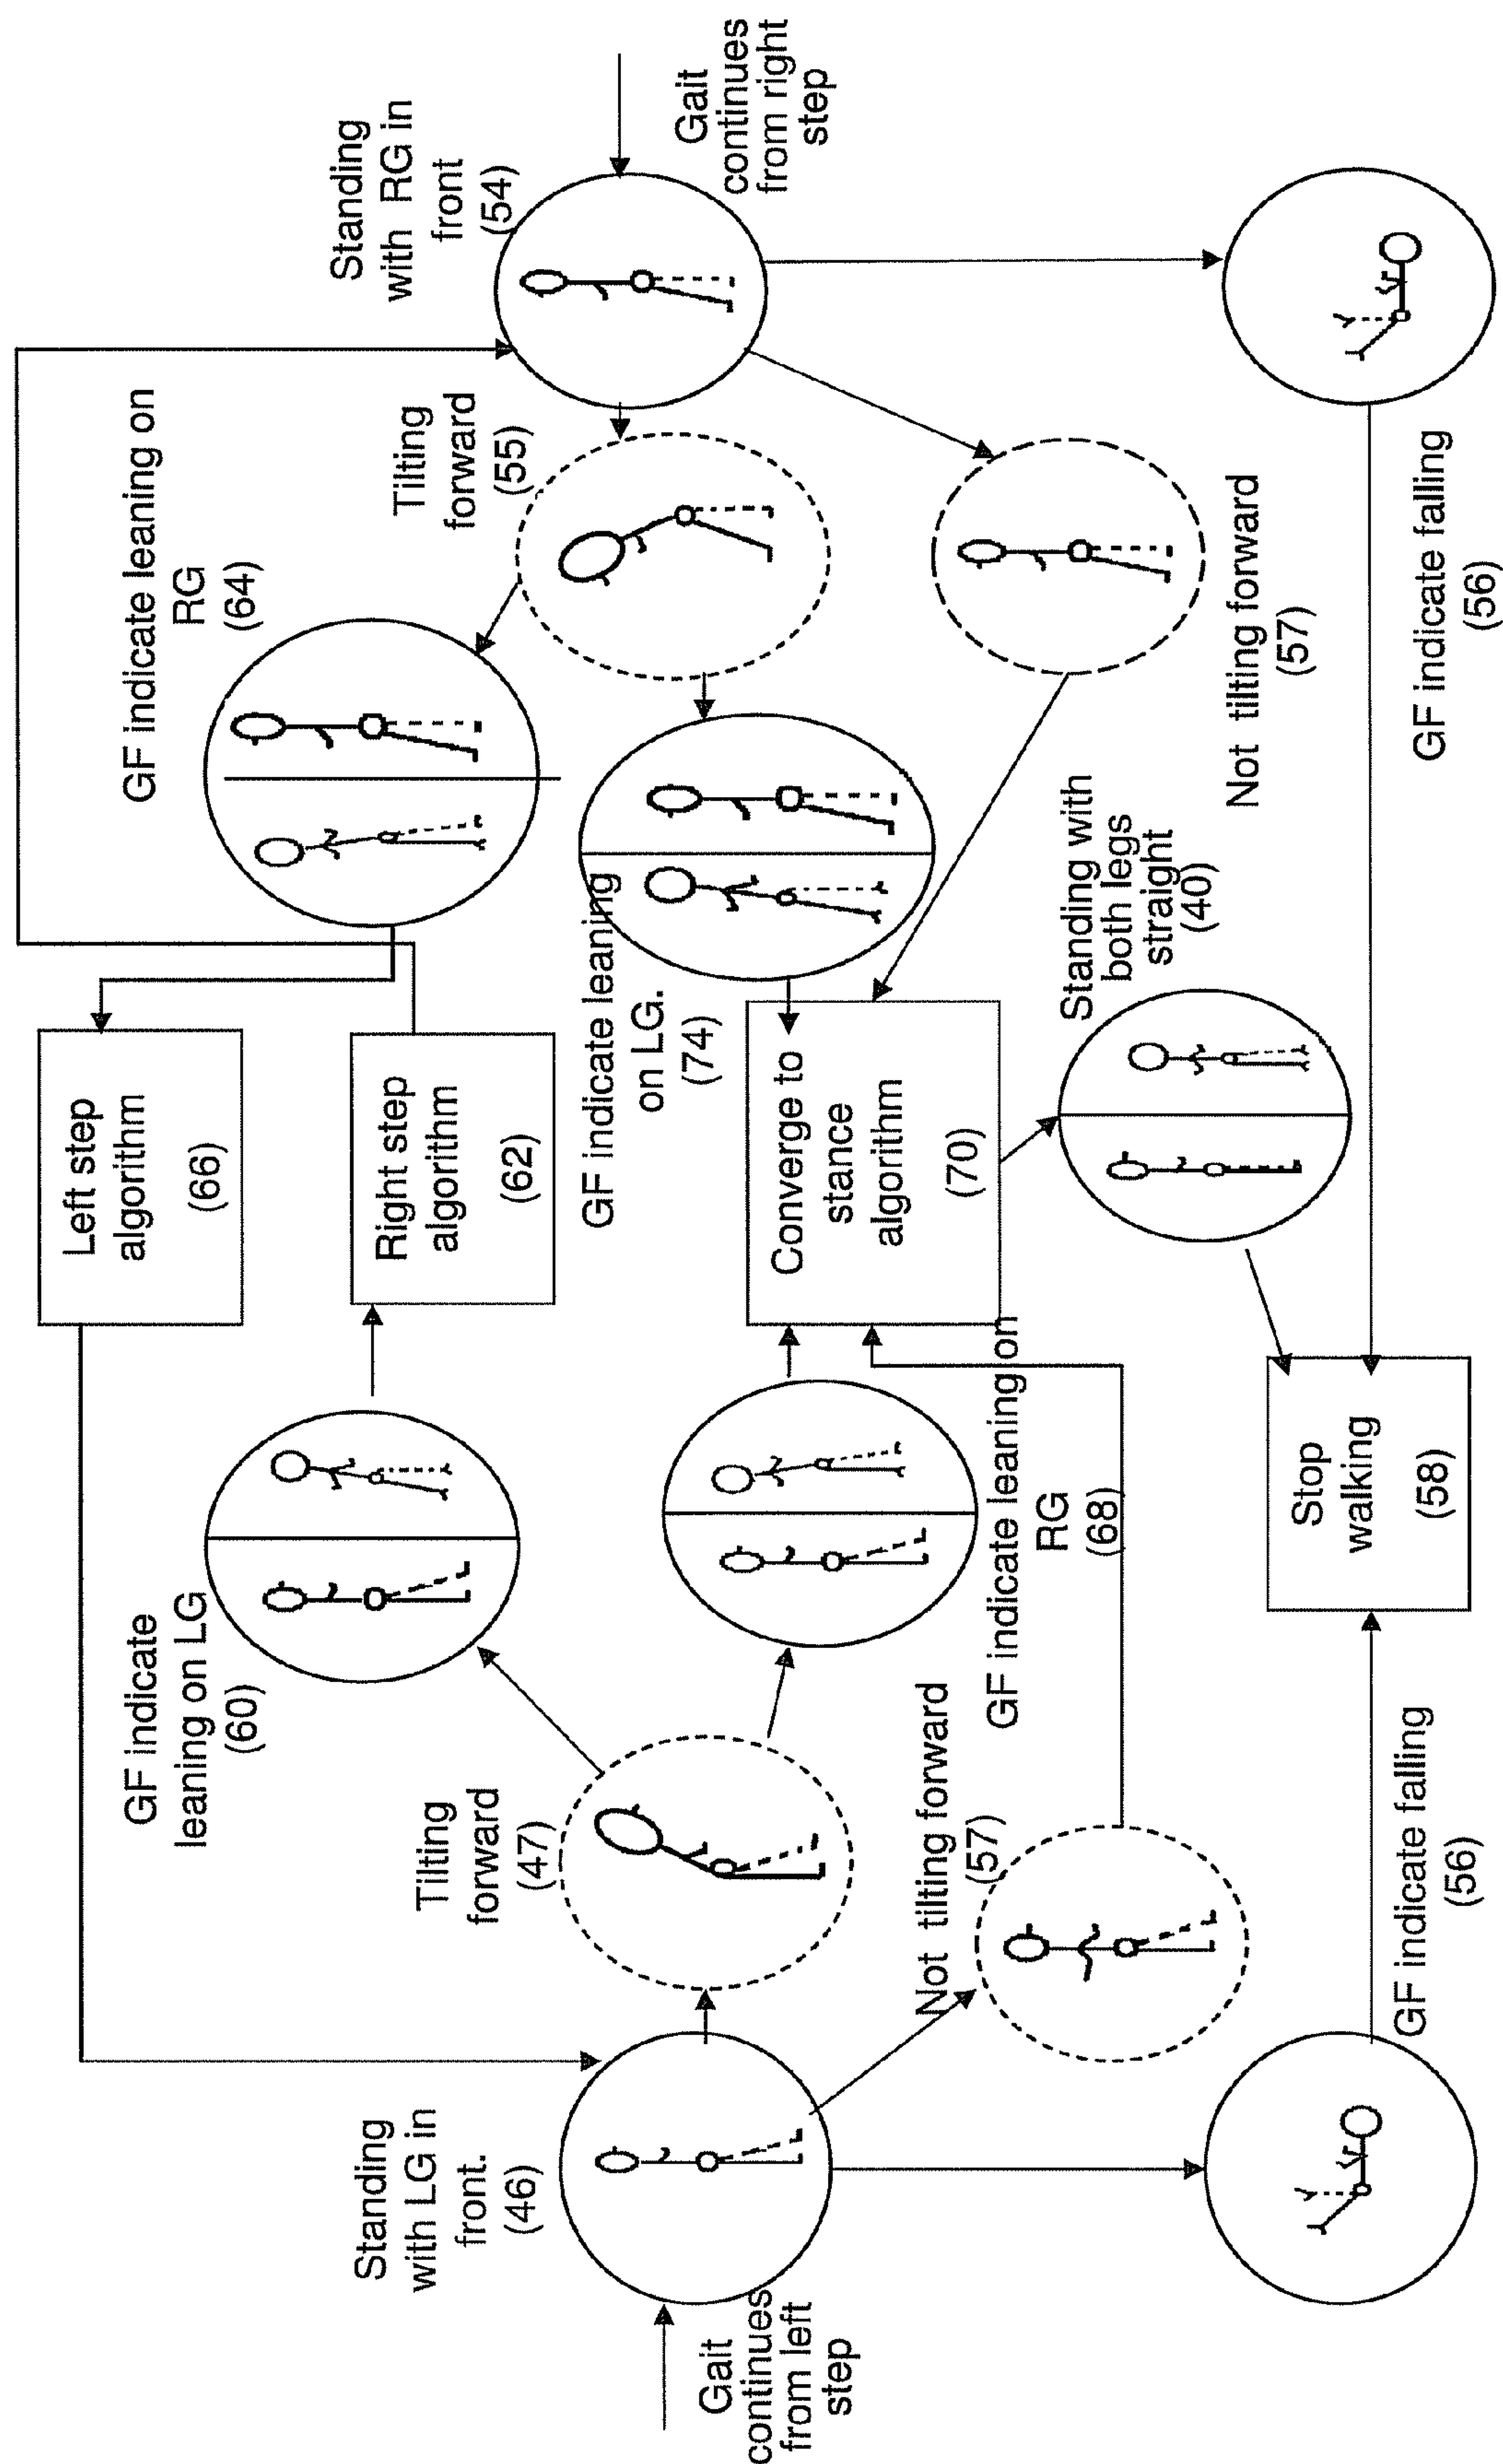 Gait
continues
from left
step
Standing
with LG in
front.
(46)
Tilting
forward
(47)
Not tilting forward
(57)
GF indicate falling
(56)
GF indicate
leaning on LG
(60)
GF indicate leaning on
RG
(68)
Left step
algorithm
(66)
Right step
algorithm
(62)
Converge to
stance
algorithm
(70)
Stop
walking
(58)
GF indicate leaning
on LG.
(74)
Standing with
both legs
straight
(40)
GF indicate leaning on
RG
(64)
Tilting
forward
(55)
Not tilting forward
(57)
GF indicate falling
(56)
Standing
with RG in
front
(54)
Gait
continues
from right
step